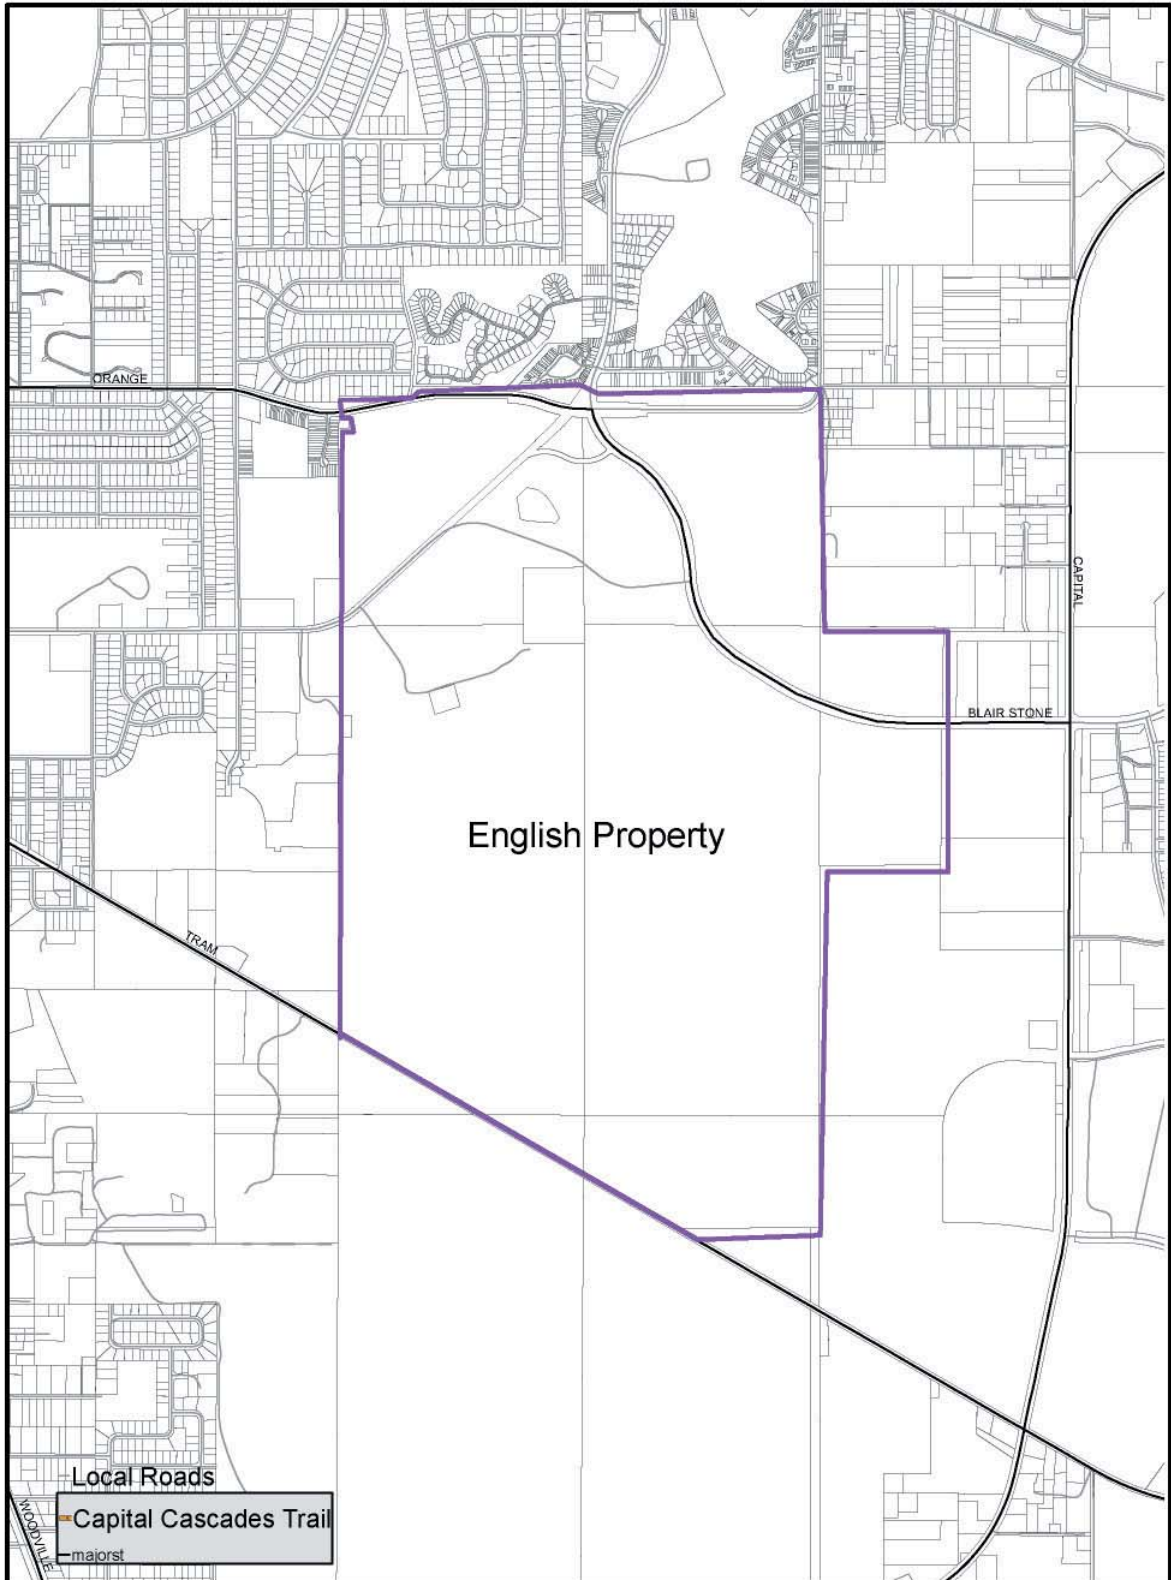 ORANGE
CAPITAL
BLAIR STONE
English Property
TRAM
Local Roads
Capital Cascades Trail
majorst
WOODVILLE